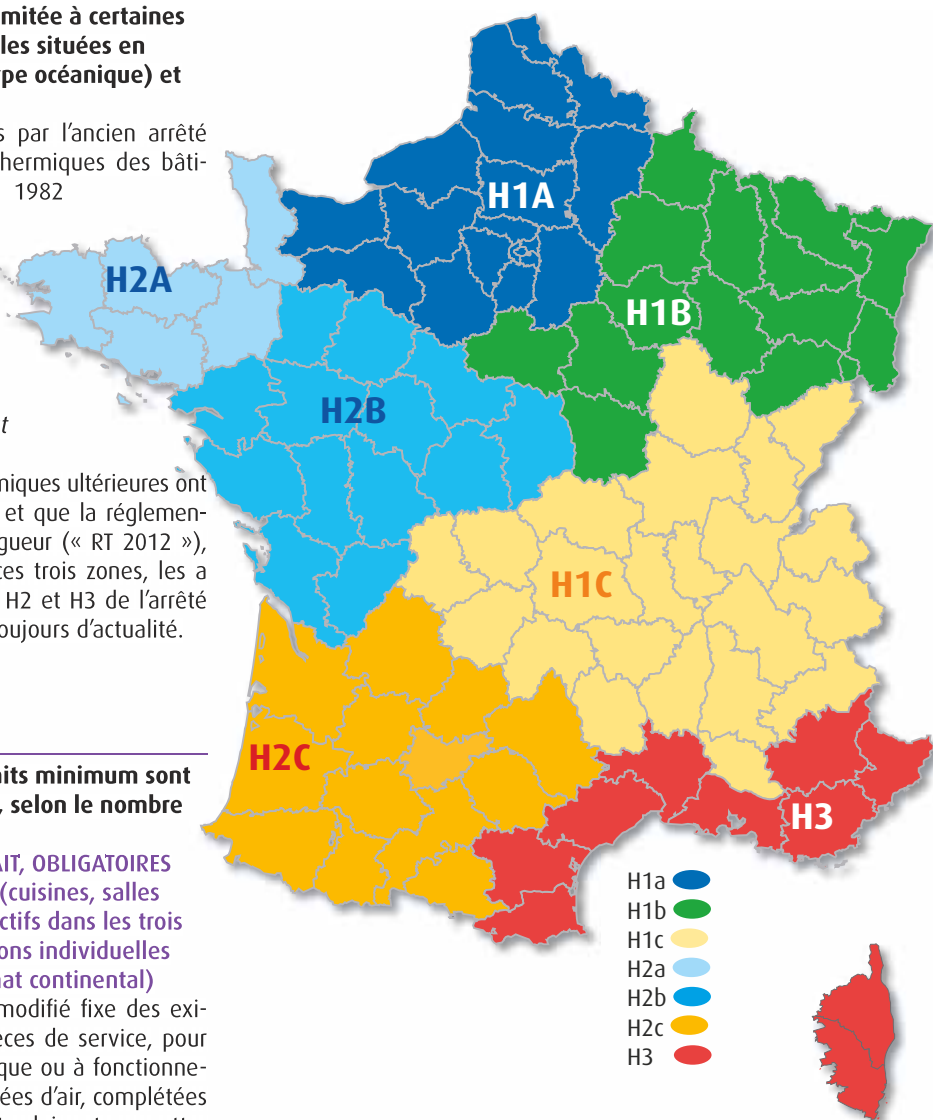 mitée à certaines
les situées en
pe océanique) et
s par l'ancien arrêté
hermiques des bâti-
1982
t
miques ultérieures ont
et que la réglemen-
gueur (« RT 2012 »),
ces trois zones, les a
H2 et H3 de l'arrêté
oujours d'actualité.
aits minimum sont
, selon le nombre
AIT, OBLIGATOIRES
(cuisines, salles
ctifs dans les trois
ons individuelles
nat continental)
modifié fixe des exi-
èces de service, pour
que ou à fonctionne-
ées d'air, complétées
H1A
H2A
H1B
H2B
H1C
H2C
H3
H1a
H1b
H1c
H2a
H2b
H2c
H3